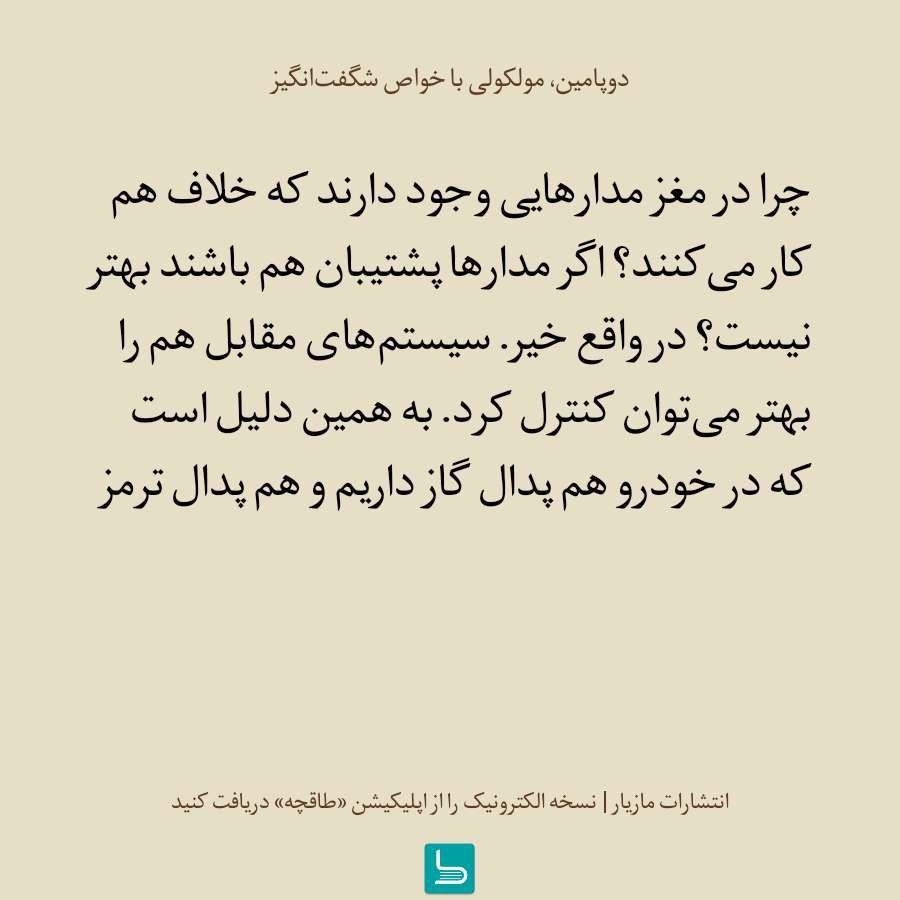 دوپامین، مولکولی با خواص شگفت‌انگیز
چرا در مغز مدارهایی وجود دارند که خلاف هم
کار می‌کنند؟ اگر مدارها پشتیبان هم باشند بهتر
نیست؟ در واقع خیر. سیستم‌های مقابل هم را
بهتر می‌توان کنترل کرد. به همین دلیل است
که در خودرو هم پدال گاز داریم و هم پدال ترمز
انتشارات مازیار | نسخه الکترونیک را از اپلیکیشن «طاقچه» دریافت کنید